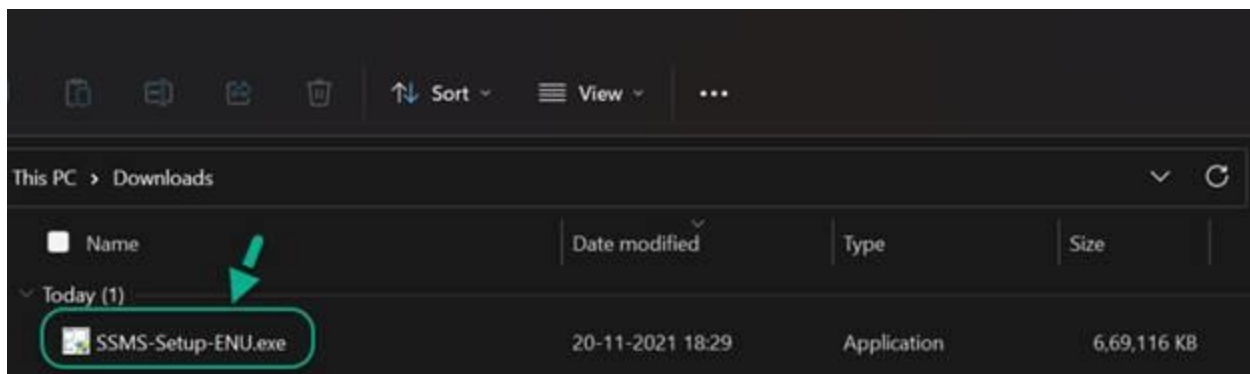 Sort View ...
This PC > Downloads
Name Date modified Type Size
Today (1)
SSMS-Setup-ENU.exe 20-11-2021 18:29 Application 6,69,116 KB